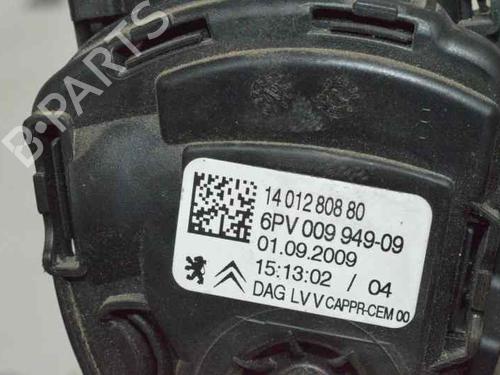 B-PARTS
14 012 808 80
6PV 009 949-09
01.09.2009
15:13:02 / 04
DAG LV V CAPPR-CEM 00